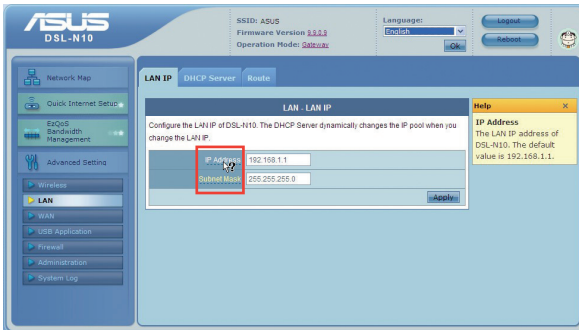 ASUS
DSL-N10
SSID: ASUS
Firmware Version 9.9.0.9
Operation Mode: Gateway
Language:
English
Ok
Logout
Reboot
Network Map
Quick Internet Setup
EzQoS
Bandwidth
Management
Advanced Setting
Wireless
LAN
WAN
USB Application
Firewall
Administration
System Log
LAN IP
DHCP Server
Route
LAN - LAN IP
Configure the LAN IP of DSL-N10. The DHCP Server dynamically changes the IP pool when you
change the LAN IP.
IP Address
192.168.1.1
Subnet Mask
255.255.255.0
Apply
Help
×
IP Address
The LAN IP address of
DSL-N10. The default
value is 192.168.1.1.